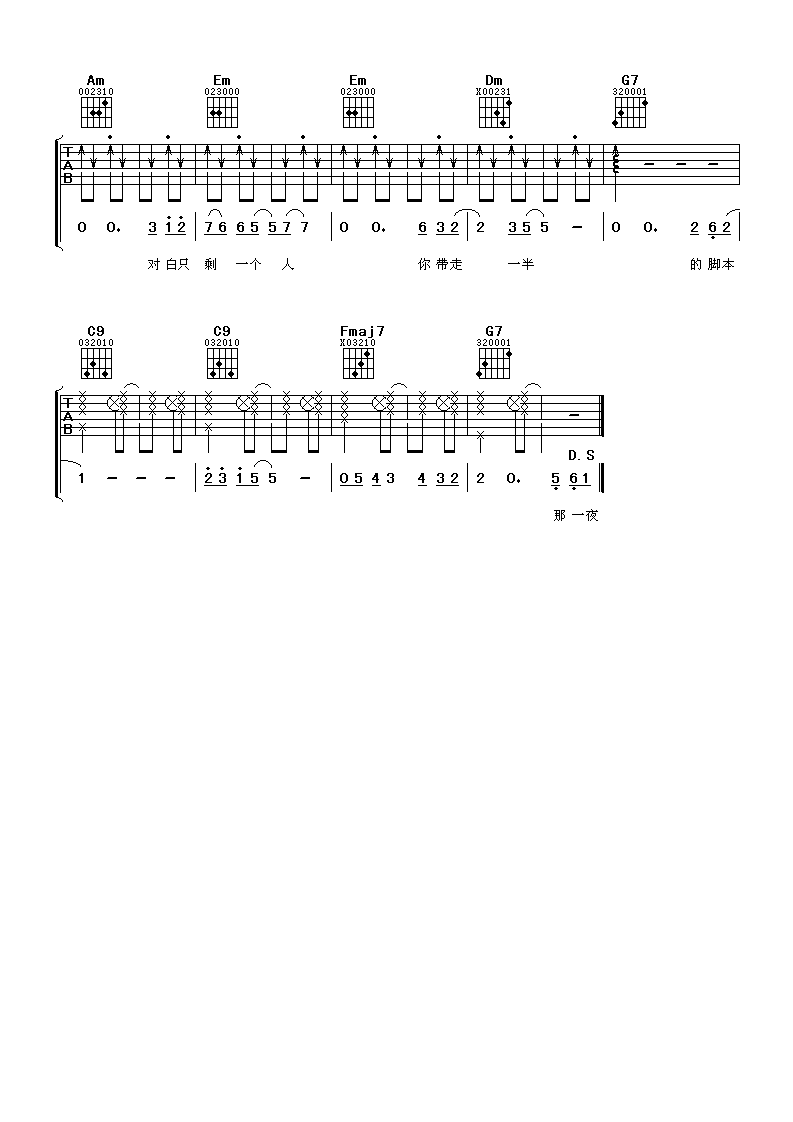 Am Em Em Dm G7
002310 023000 023000 X00231 320001
T
A
B
0 0. 3 1 2 7 6 6 5 5 7 7 0 0. 6 3 2 2 3 5 5 - 0 0. 2 6 2
对白只 剩 一个 人 你带走 一半 的脚本
C9 C9 Fmaj7 G7
032010 032010 X03210 320001
T
A
B
D.S
1 - - - 2 3 1 5 5 - 0 5 4 3 4 3 2 2 0. 5 6 1
那一夜